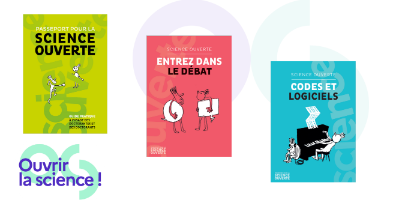 PASSEPORT POUR LA
SCIENCE
OUVERTE
SCIENCE OUVERTE
ENTREZ DANS
LE DÉBAT
SCIENCE OUVERTE
CODES ET
LOGICIELS
Ouvrir
la science !